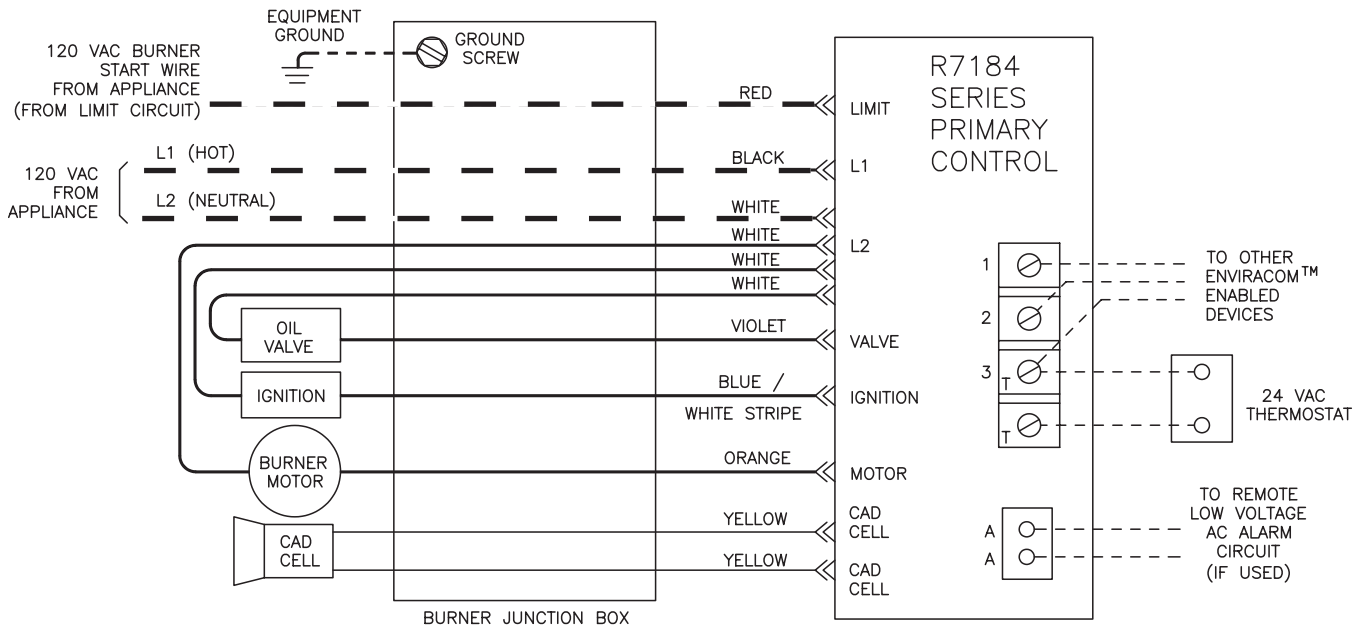 EQUIPMENT
GROUND
GROUND
SCREW
120 VAC BURNER
START WIRE
FROM APPLIANCE
(FROM LIMIT CIRCUIT)
RED
LIMIT
R7184
SERIES
PRIMARY
CONTROL
120 VAC
FROM
APPLIANCE
L1 (HOT)
BLACK
L1
L2 (NEUTRAL)
WHITE
WHITE
L2
WHITE
WHITE
OIL
VALVE
VIOLET
VALVE
IGNITION
BLUE /
WHITE STRIPE
IGNITION
BURNER
MOTOR
ORANGE
MOTOR
CAD
CELL
YELLOW
CAD
CELL
YELLOW
CAD
CELL
1
2
3
T
T
TO OTHER
ENVIRACOM™
ENABLED
DEVICES
24 VAC
THERMOSTAT
A
A
TO REMOTE
LOW VOLTAGE
AC ALARM
CIRCUIT
(IF USED)
BURNER JUNCTION BOX